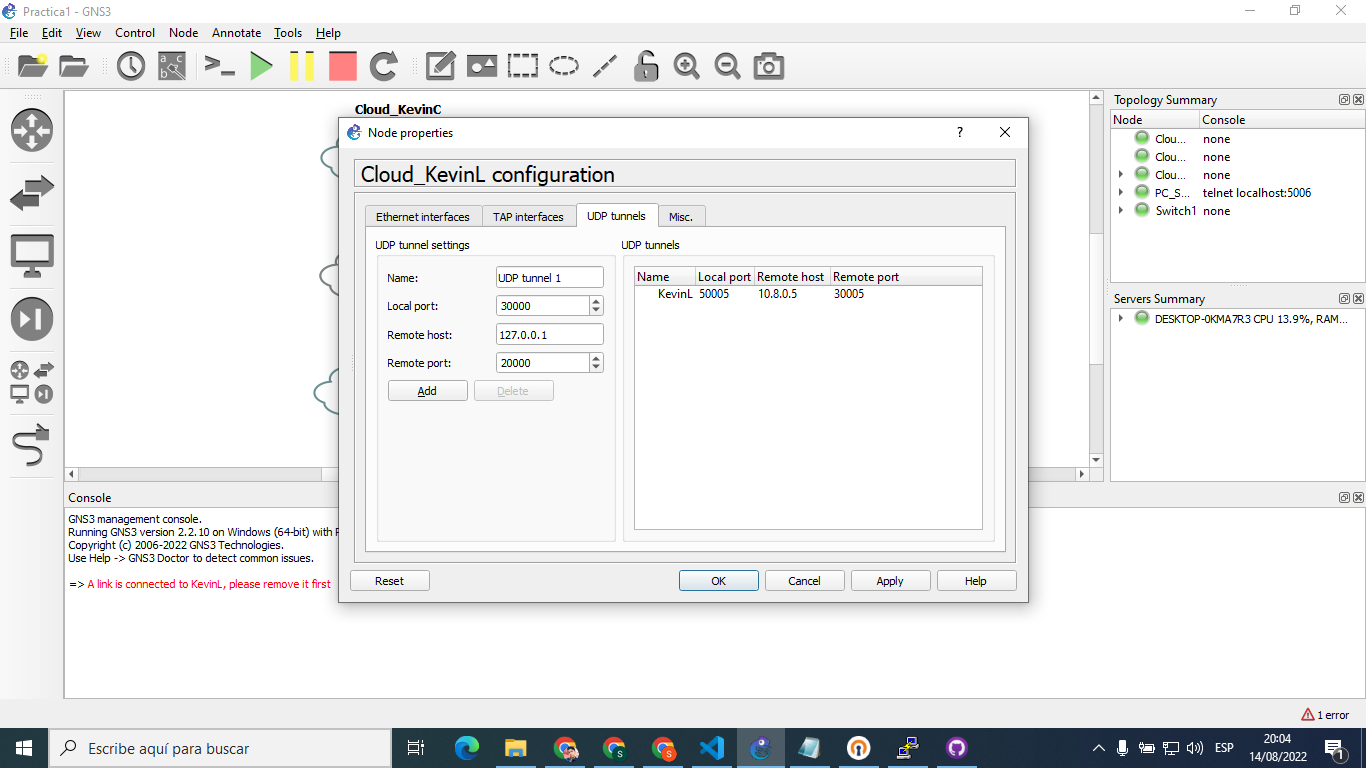 Practica1 - GNS3
File Edit View Control Node Annotate Tools Help
Cloud_KevinC
Node properties
?
Cloud_KevinL configuration
Ethernet interfaces TAP interfaces UDP tunnels Misc.
UDP tunnel settings
Name: UDP tunnel 1
Local port: 30000
Remote host: 127.0.0.1
Remote port: 20000
Add Delete
UDP tunnels
Name Local port Remote host Remote port
KevinL 50005 10.8.0.5 30005
Reset OK Cancel Apply Help
Topology Summary
Node Console
Clou... none
Clou... none
Clou... none
PC_S... telnet localhost:5006
Switch1 none
Servers Summary
DESKTOP-0KMA7R3 CPU 13.9%, RAM...
Console
GNS3 management console.
Running GNS3 version 2.2.10 on Windows (64-bit) with
Copyright (c) 2006-2022 GNS3 Technologies.
Use Help -> GNS3 Doctor to detect common issues.
=> A link is connected to KevinL, please remove it first
1 error
Escribe aquí para buscar
ESP
20:04
14/08/2022
1